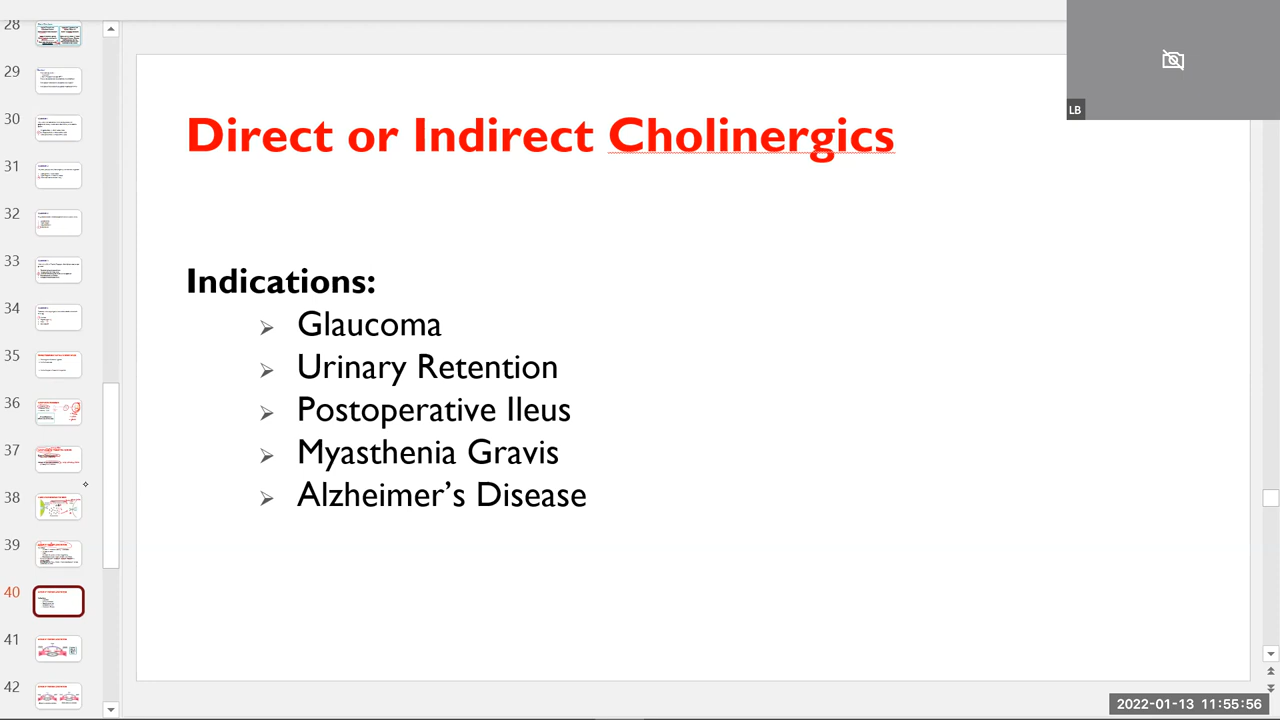 28
29
30
31
32
33
34
35
36
37
38
39
40
41
42
LB
Direct or Indirect Cholinergics
Indications:
➢ Glaucoma
➢ Urinary Retention
➢ Postoperative Ileus
➢ Myasthenia Gravis
➢ Alzheimer’s Disease
2022-01-13 11:55:56